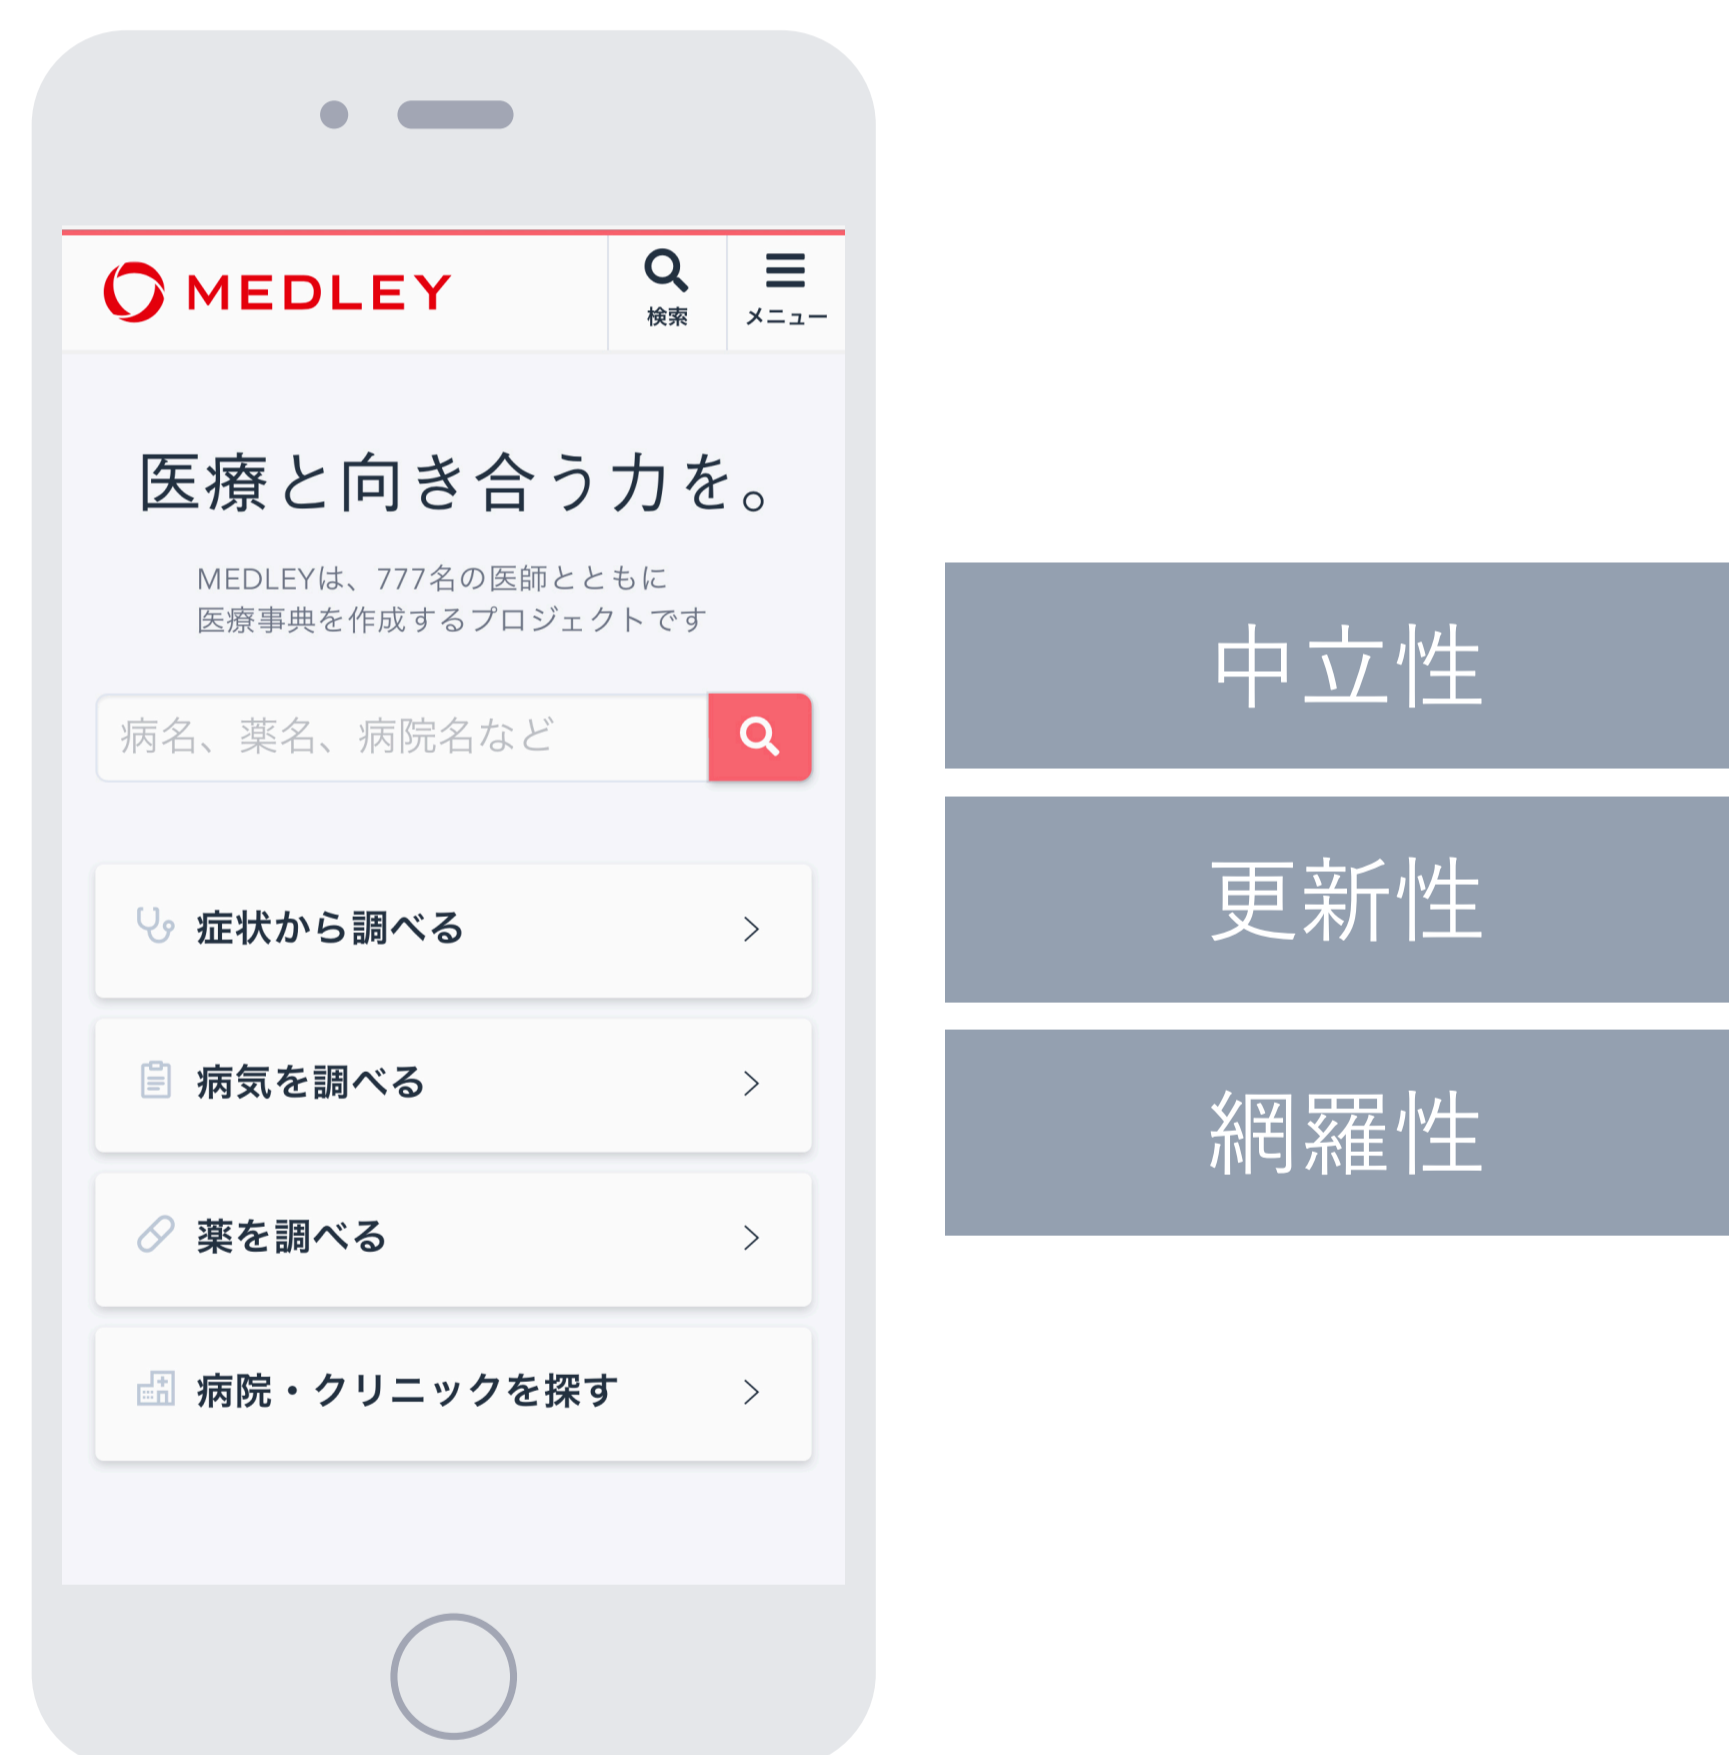 MEDLEY
検索
メニュー
医療と向き合う力を。
MEDLEYは、777名の医師とともに
医療事典を作成するプロジェクトです
病名、薬名、病院名など
症状から調べる
病気を調べる
薬を調べる
病院・クリニックを探す
中立性
更新性
網羅性